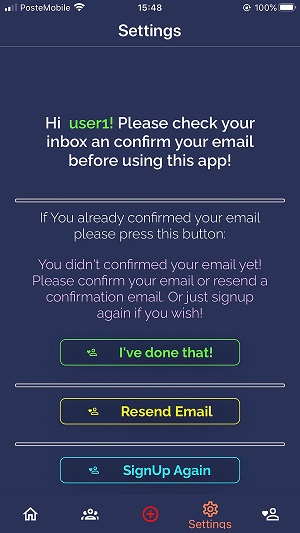 PosteMobile 15:48 100%
Settings
Hi user1! Please check your
inbox an confirm your email
before using this app!
If You already confirmed your email
please press this button:
You didn't confirmed your email yet!
Please confirm your email or resend a
confirmation email. Or just signup
again if you wish!
I've done that!
Resend Email
SignUp Again
Settings